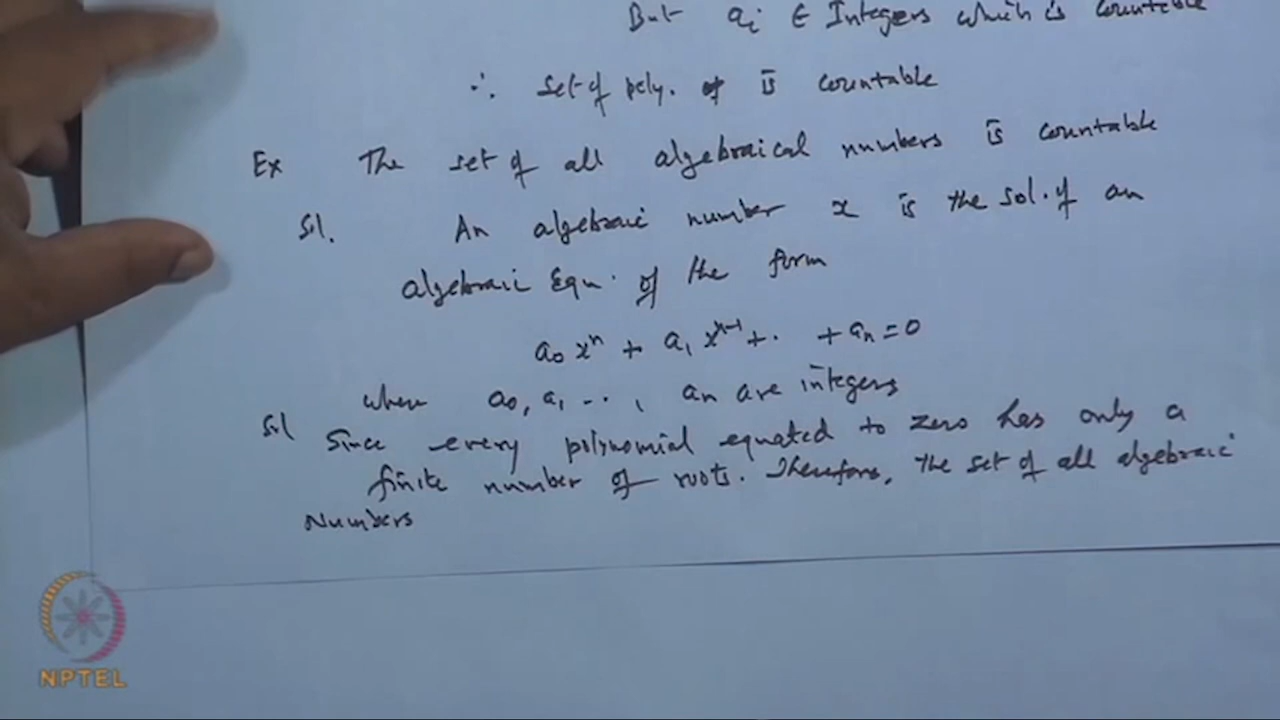 But a_i ∈ Integers which is countable
∴ set of poly. of is countable
Ex The set of all algebraical numbers is countable
Sol. An algebraic number x is the sol. of an
algebraic Equ. of the form
a₀xⁿ + a₁xⁿ⁻¹ + . + aₙ = 0
where a₀, a₁ ..., aₙ are integers
Sol Since every polynomial equated to zero has only a
finite number of roots. Therefore, the set of all algebraic
Numbers
NPTEL